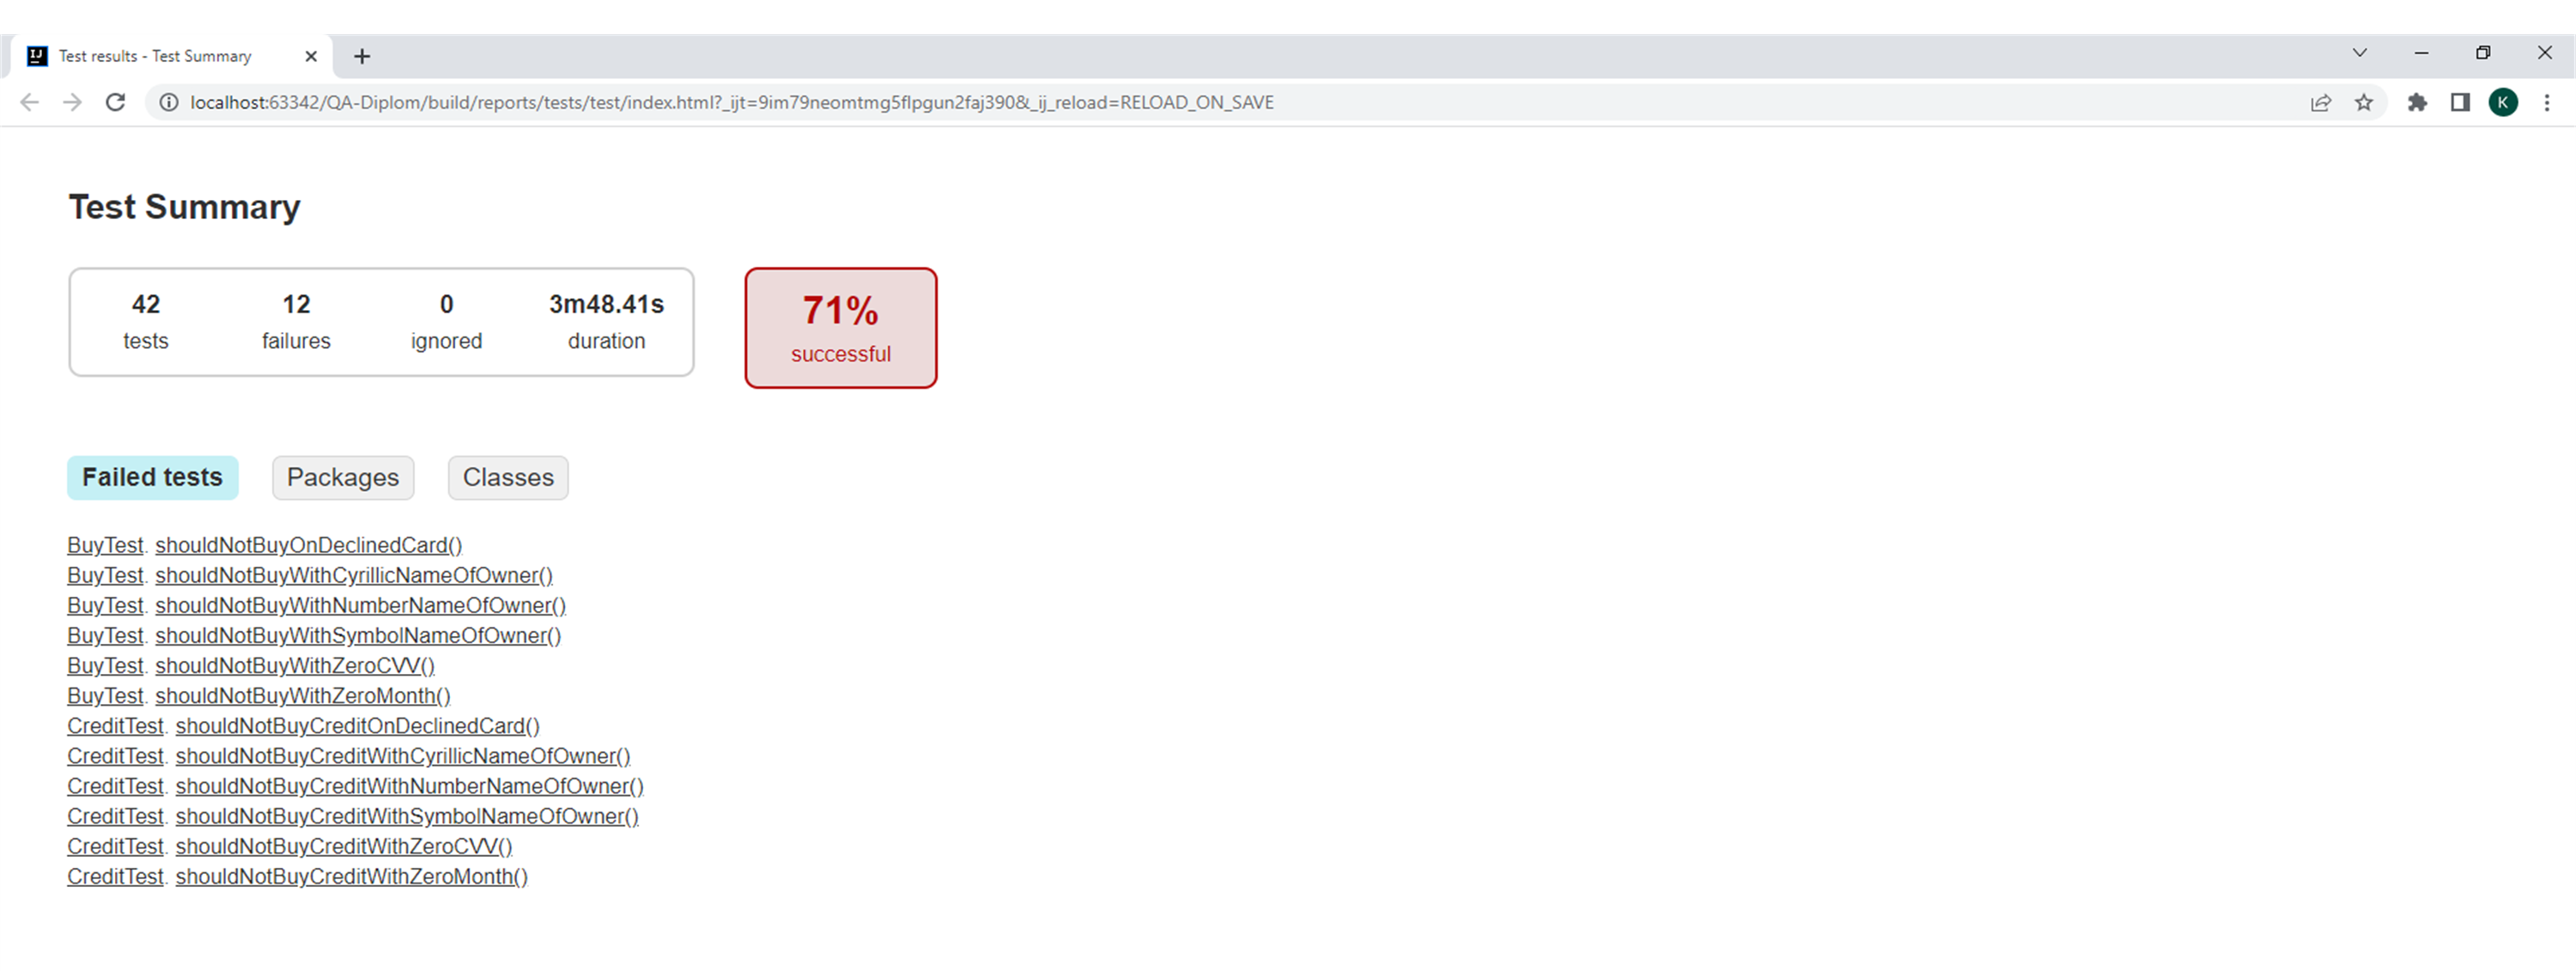 Test results - Test Summary
localhost:63342/QA-Diplom/build/reports/tests/test/index.html?_ijt=9im79neomtmg5flpgun2faj390&_ij_reload=RELOAD_ON_SAVE
K
Test Summary
42 12 0 3m48.41s
tests failures ignored duration
71%
successful
Failed tests Packages Classes
BuyTest. shouldNotBuyOnDeclinedCard()
BuyTest. shouldNotBuyWithCyrillicNameOfOwner()
BuyTest. shouldNotBuyWithNumberNameOfOwner()
BuyTest. shouldNotBuyWithSymbolNameOfOwner()
BuyTest. shouldNotBuyWithZeroCVV()
BuyTest. shouldNotBuyWithZeroMonth()
CreditTest. shouldNotBuyCreditOnDeclinedCard()
CreditTest. shouldNotBuyCreditWithCyrillicNameOfOwner()
CreditTest. shouldNotBuyCreditWithNumberNameOfOwner()
CreditTest. shouldNotBuyCreditWithSymbolNameOfOwner()
CreditTest. shouldNotBuyCreditWithZeroCVV()
CreditTest. shouldNotBuyCreditWithZeroMonth()